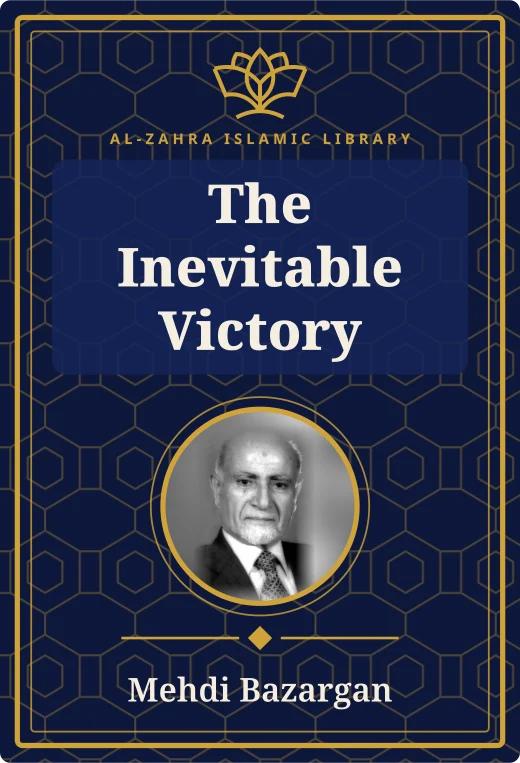 AL-ZAHRA ISLAMIC LIBRARY
The
Inevitable
Victory
Mehdi Bazargan